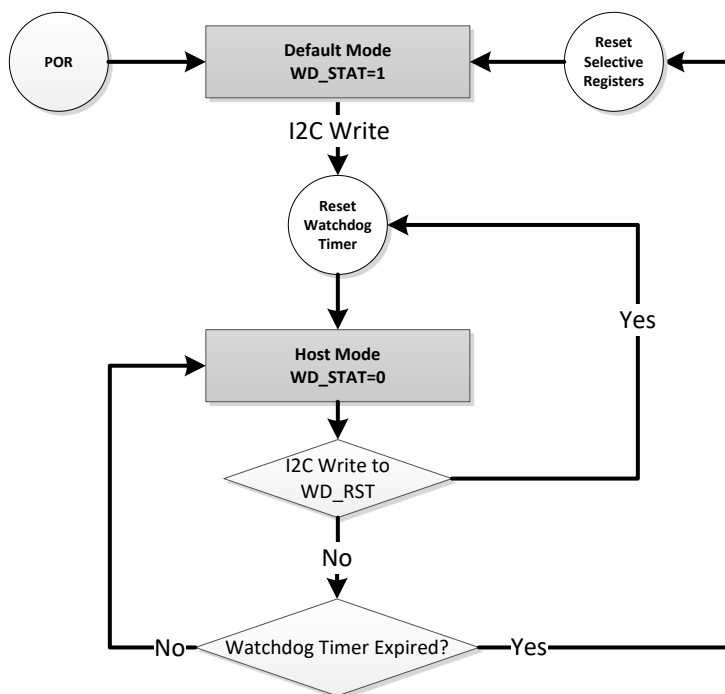 POR
Default Mode
WD_STAT=1
Reset
Selective
Registers
I2C Write
Reset
Watchdog
Timer
Yes
Host Mode
WD_STAT=0
I2C Write to
WD_RST
No
No
Watchdog Timer Expired?
Yes